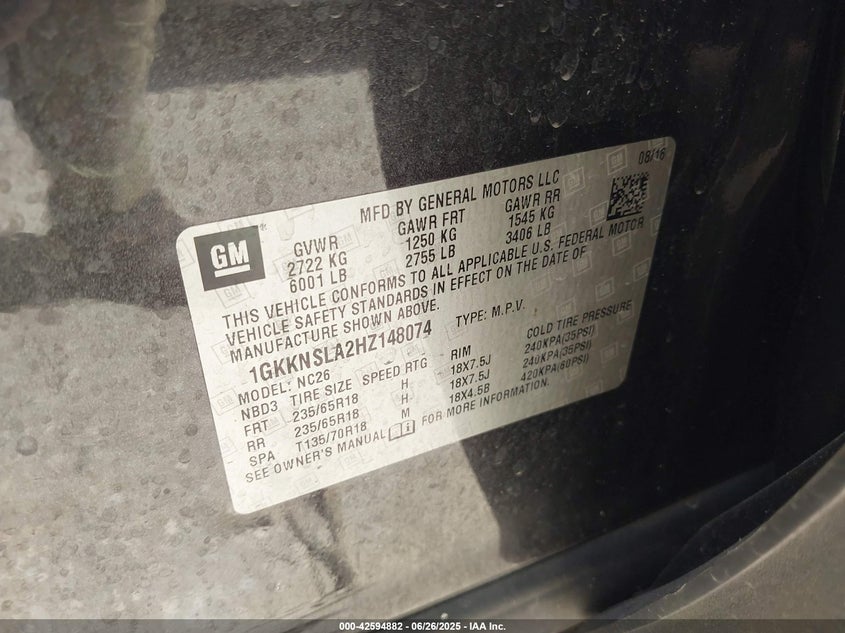 08/16
MFD BY GENERAL MOTORS LLC
GM
GVWR GAWR FRT GAWR RR
2722 KG 1250 KG 1545 KG
6001 LB 2755 LB 3406 LB
THIS VEHICLE CONFORMS TO ALL APPLICABLE U.S. FEDERAL MOTOR
VEHICLE SAFETY STANDARDS IN EFFECT ON THE DATE OF
MANUFACTURE SHOWN ABOVE.
1GKKNSLA2HZ148074 TYPE: M.P.V.
MODEL: NC26
NBD3 TIRE SIZE SPEED RTG RIM COLD TIRE PRESSURE
FRT 235/65R18 H 18X7.5J 240KPA(35PSI)
RR 235/65R18 H 18X7.5J 240KPA(35PSI)
SPA T135/70R18 M 18X4.5B 420KPA(60PSI)
SEE OWNER'S MANUAL FOR MORE INFORMATION.
000-42594882 - 06/26/2025 - IAA Inc.